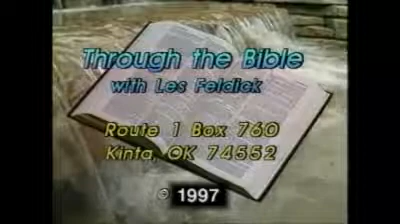 Through the Bible
with Les Feldick
Route 1 Box 760
Kinta, OK 74552
© 1997